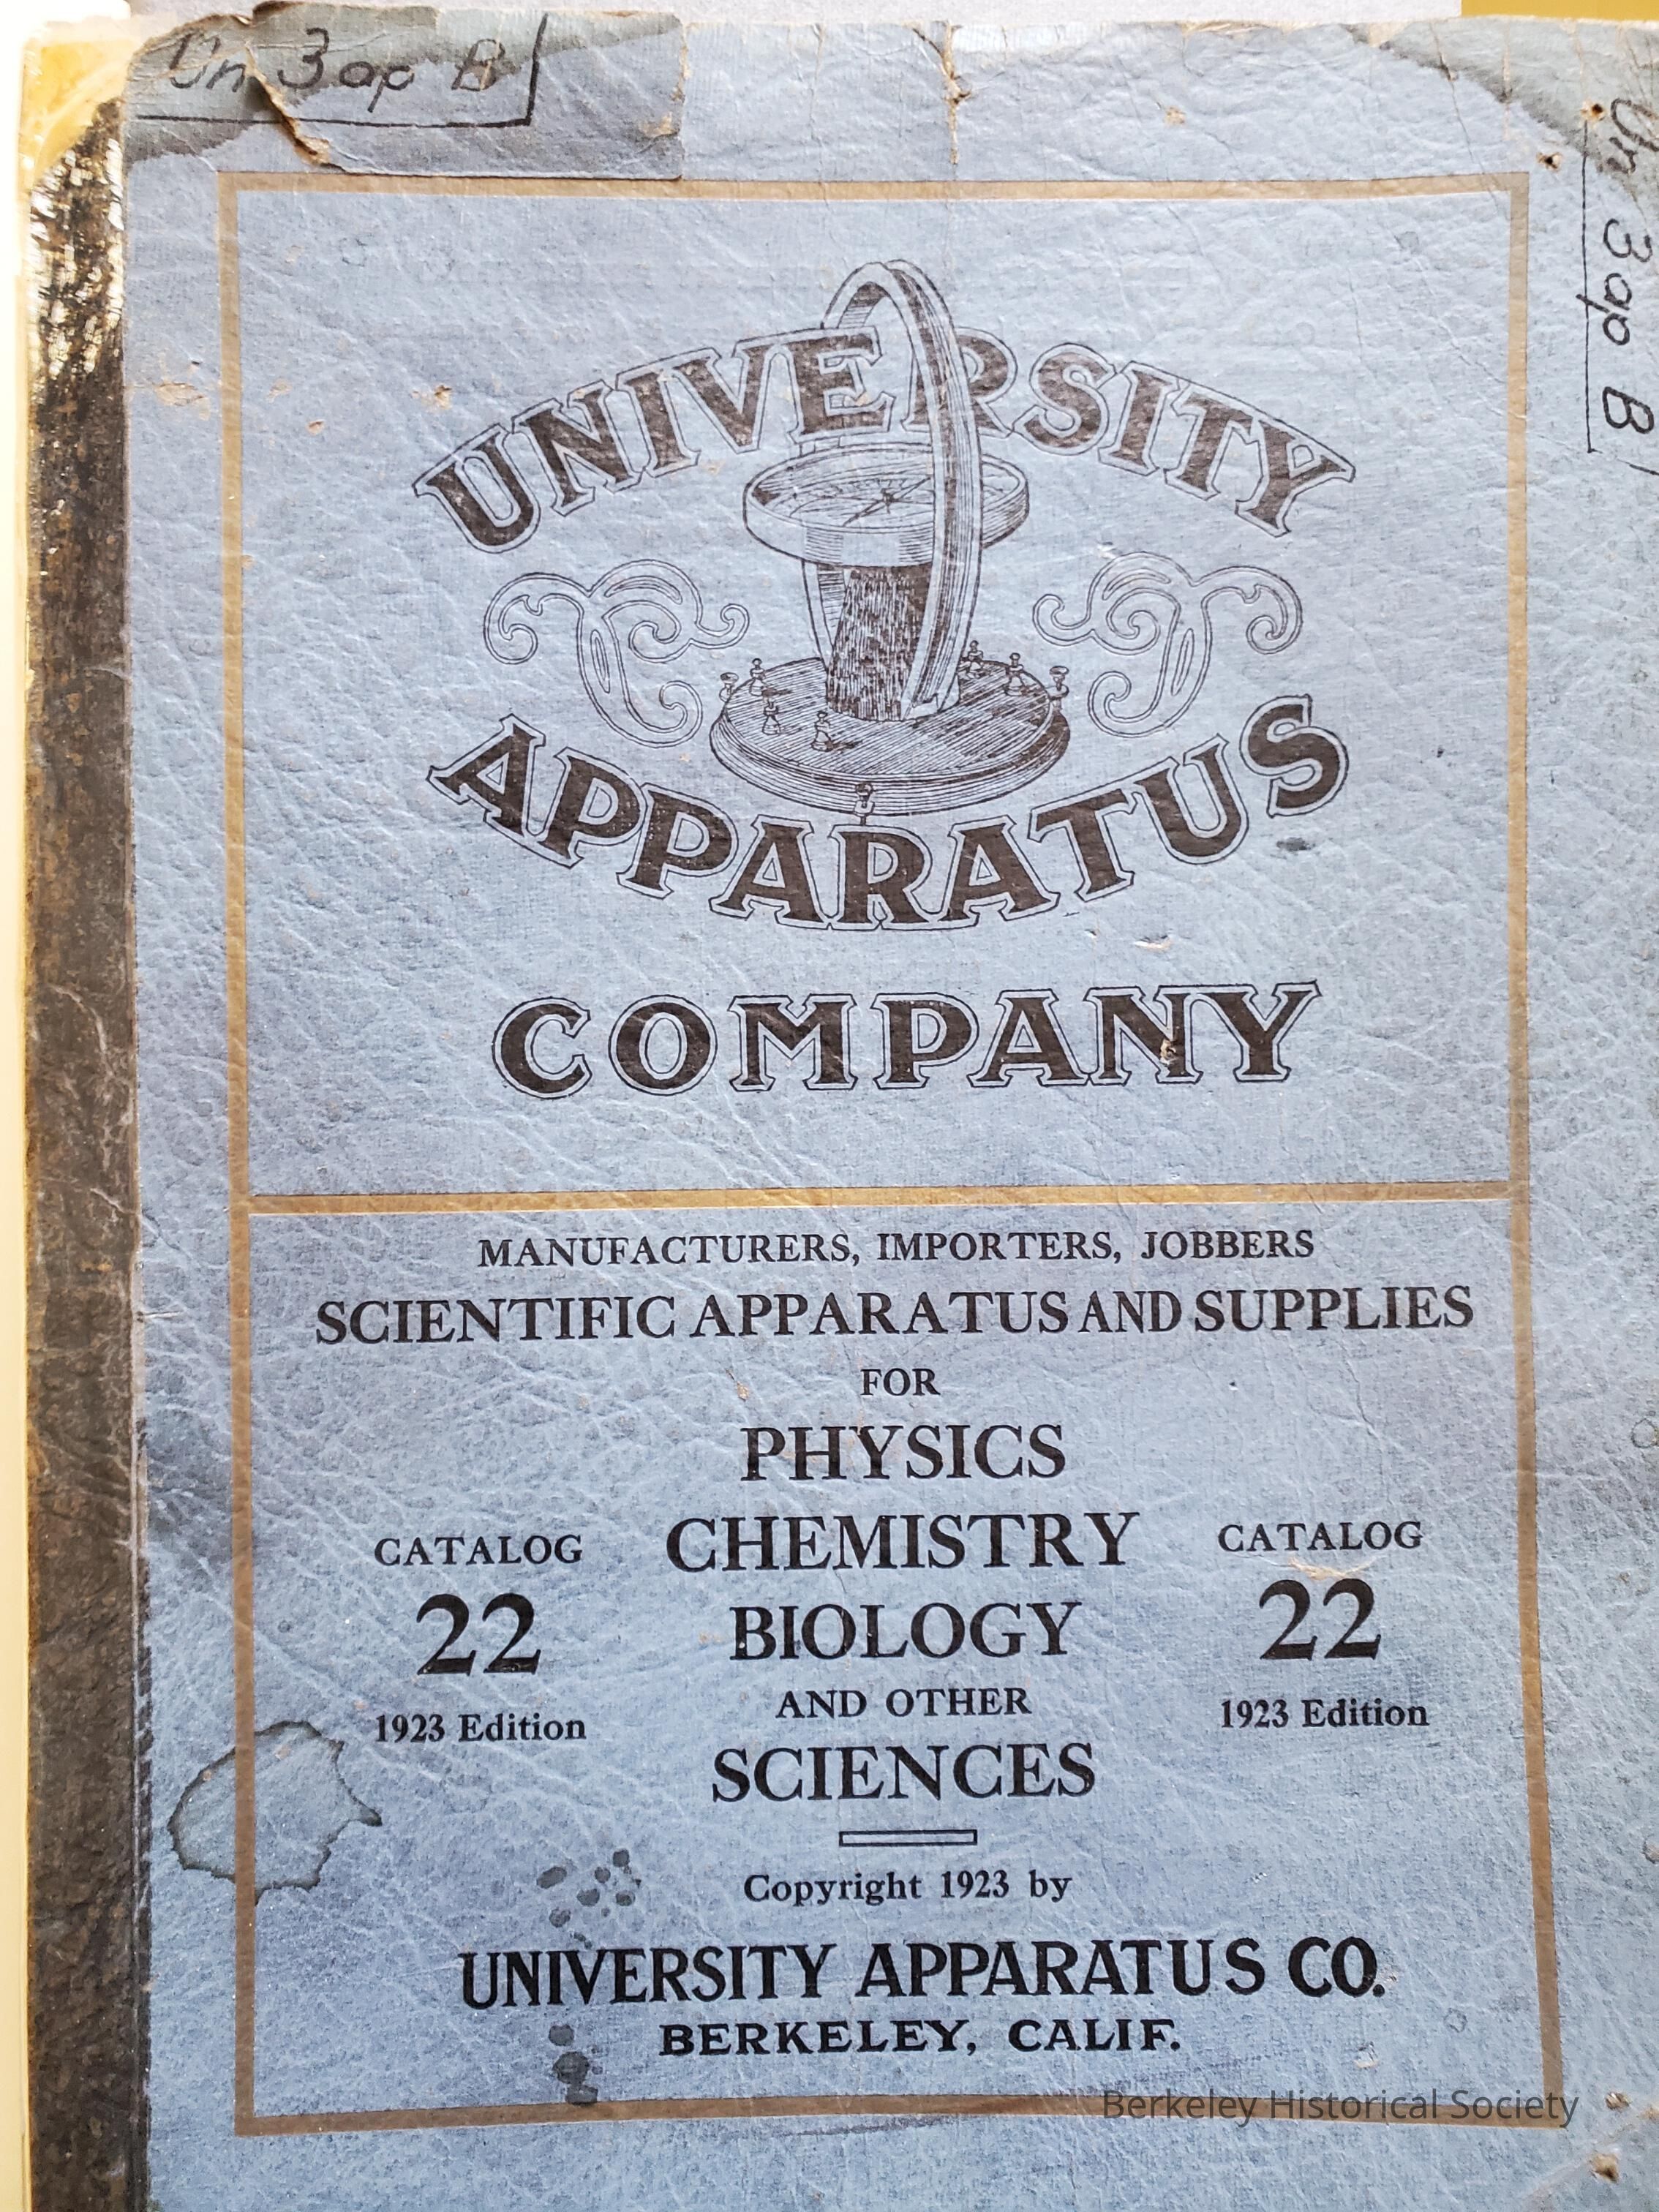 Un 3ap B
Un 3ap B
UNIVERSITY
APPARATUS
COMPANY
MANUFACTURERS, IMPORTERS, JOBBERS
SCIENTIFIC APPARATUS AND SUPPLIES
FOR
PHYSICS
CHEMISTRY
BIOLOGY
AND OTHER
SCIENCES
CATALOG
22
1923 Edition
CATALOG
22
1923 Edition
Copyright 1923 by
UNIVERSITY APPARATUS CO.
BERKELEY, CALIF.
Berkeley Historical Society